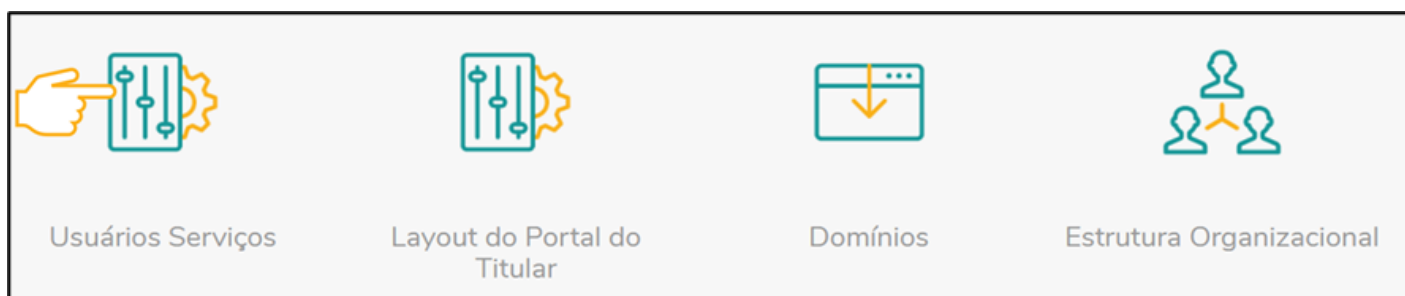 Usuários Serviços
Layout do Portal do
Titular
Domínios
Estrutura Organizacional